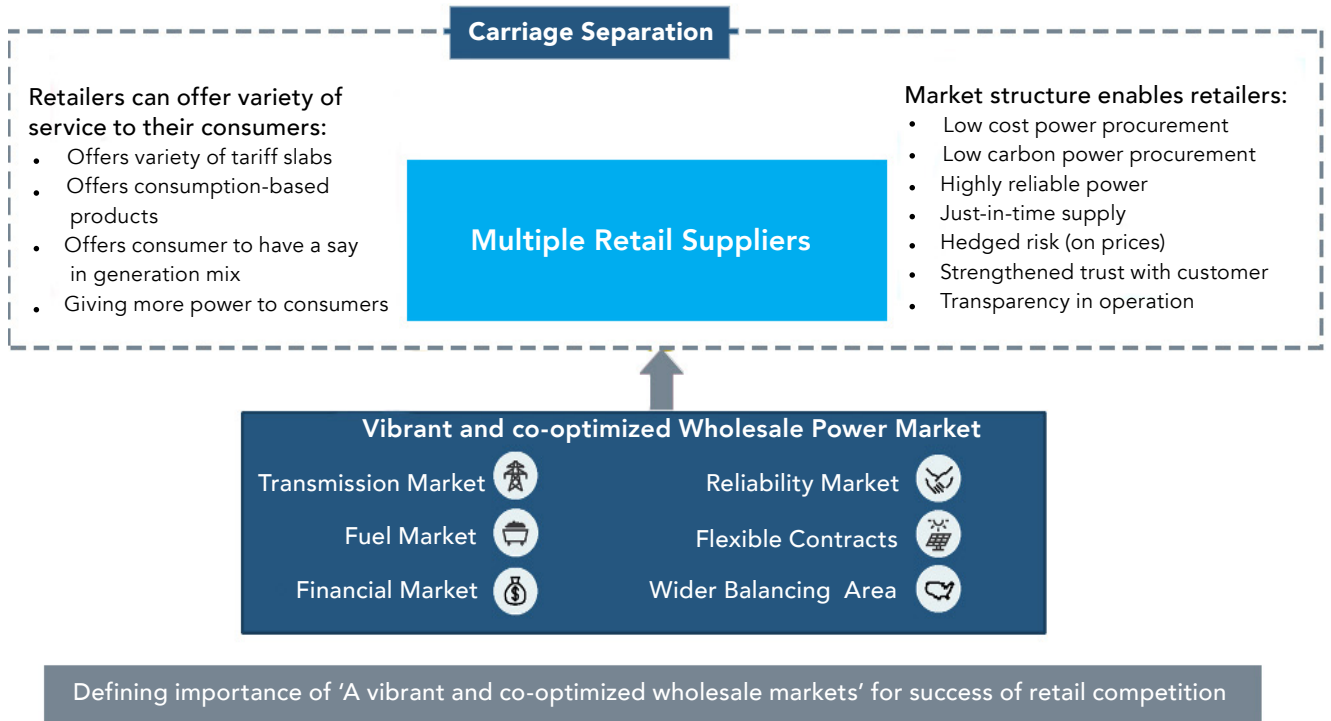 Carriage Separation
Retailers can offer variety of
service to their consumers:
• Offers variety of tariff slabs
• Offers consumption-based
products
• Offers consumer to have a say
in generation mix
• Giving more power to consumers
Multiple Retail Suppliers
Market structure enables retailers:
• Low cost power procurement
• Low carbon power procurement
• Highly reliable power
• Just-in-time supply
• Hedged risk (on prices)
• Strengthened trust with customer
• Transparency in operation
Vibrant and co-optimized Wholesale Power Market
Transmission Market
Fuel Market
Financial Market
$
Reliability Market
Flexible Contracts
Wider Balancing Area
Defining importance of ‘A vibrant and co-optimized wholesale markets’ for success of retail competition